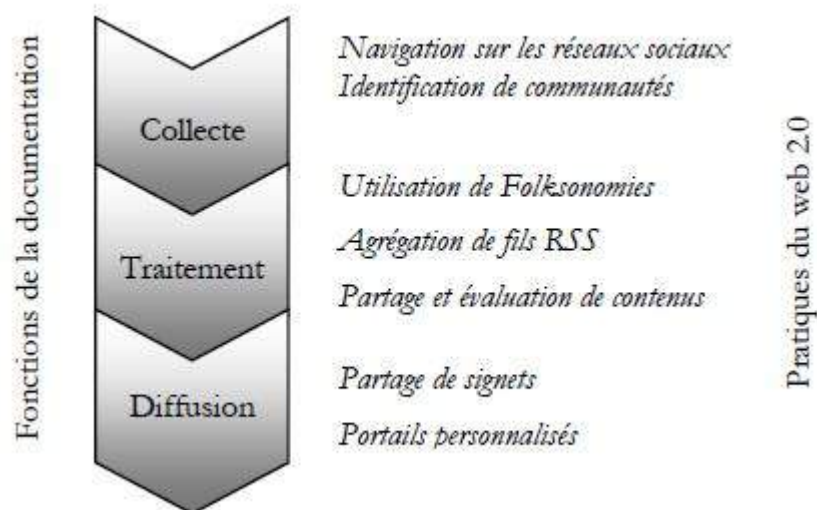 Fonctions de la documentation
Collecte
Traitement
Diffusion
Navigation sur les réseaux sociaux
Identification de communautés
Utilisation de Folksonomies
Agrégation de fils RSS
Partage et évaluation de contenus
Partage de signets
Portails personnalisés
Pratiques du web 2.0